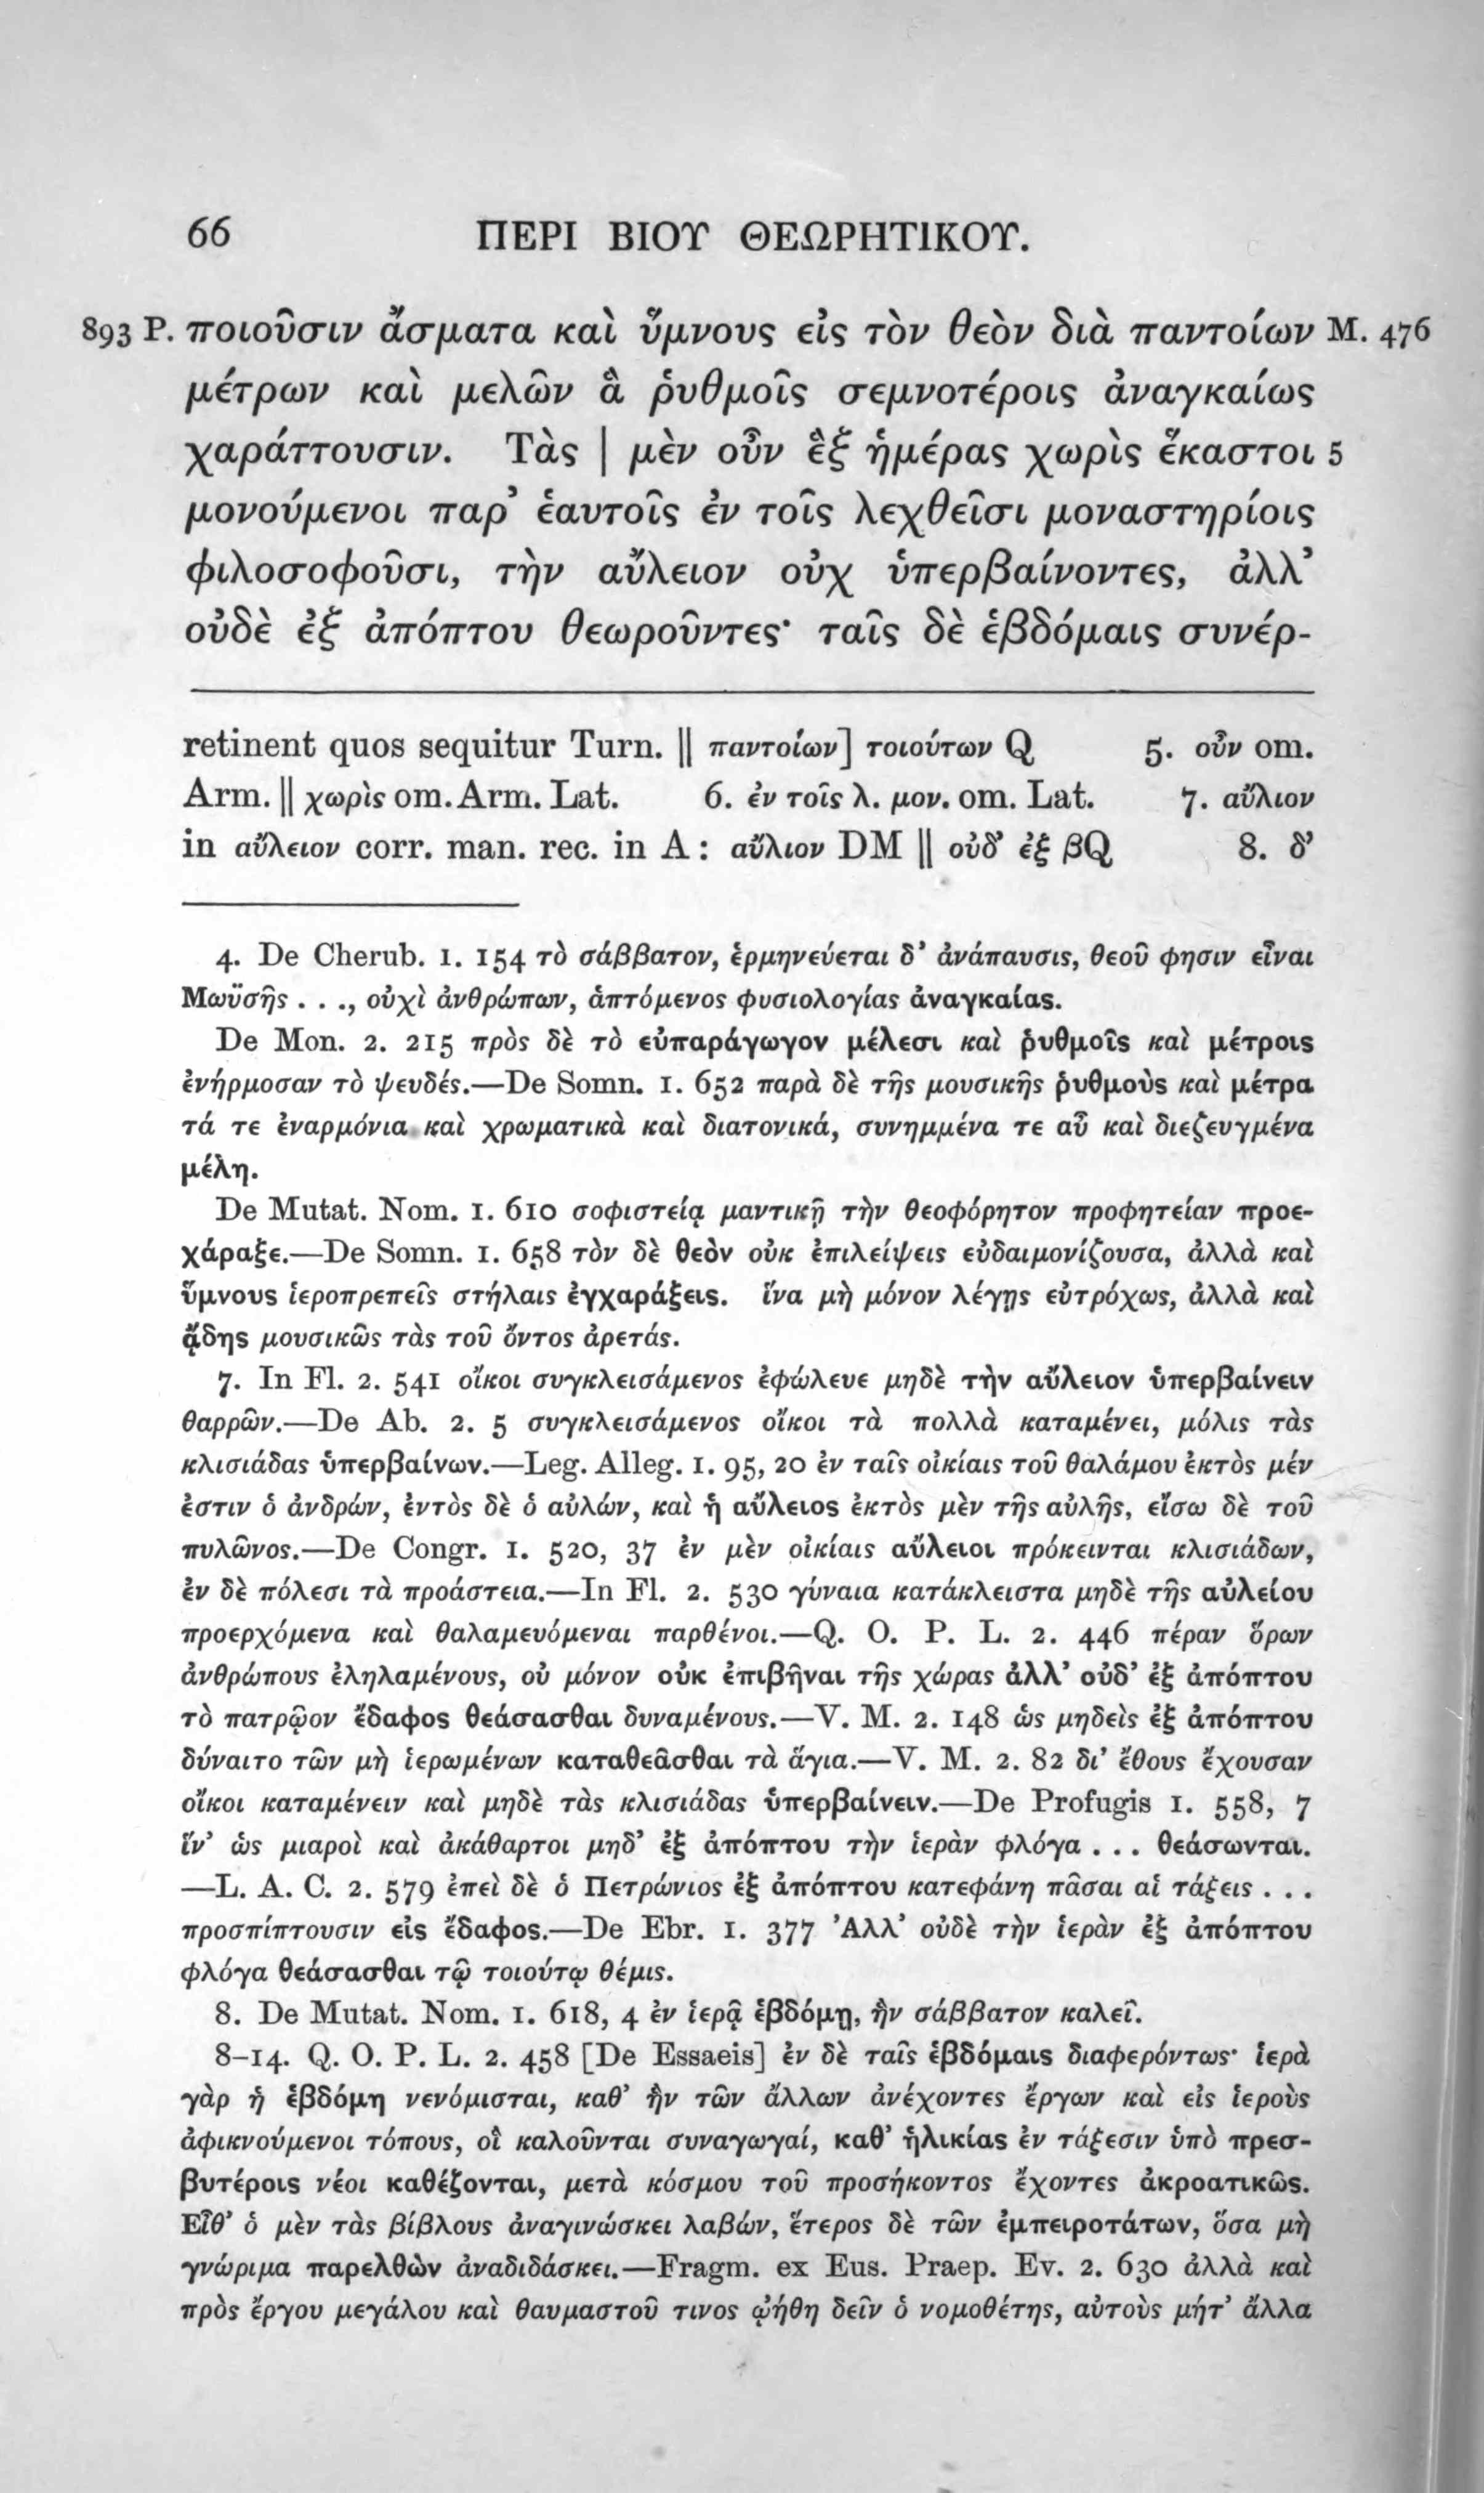 66 ΠΕΡΙ ΒΙΟΥ ΘΕΩΡΗΤΙΚΟΥ.
893 P. ποιοῦσιν ᾄσματα καὶ ὕμνους εἰς τὸν θεὸν διὰ παντοίων M. 476
μέτρων καὶ μελῶν ἃ ῥυθμοῖς σεμνοτέροις ἀναγκαίως
χαράττουσιν. Τὰς | μὲν οὖν ἓξ ἡμέρας χωρὶς ἕκαστοι 5
μονούμενοι παρ’ ἑαυτοῖς ἐν τοῖς λεχθεῖσι μοναστηρίοις
φιλοσοφοῦσι, τὴν αὔλειον οὐχ ὑπερβαίνοντες, ἀλλ’
οὐδὲ ἐξ ἀπόπτου θεωροῦντες· ταῖς δὲ ἑβδόμαις συνέρ-
retinent quos sequitur Turn. || παντοίων] τοιούτων Q 5. οὖν om.
Arm. || χωρὶς om. Arm. Lat. 6. ἐν τοῖς λ. μον. om. Lat. 7. αὔλιον
in αὔλειον corr. man. rec. in A : αὔλιον DM || οὐδ’ ἐξ βQ 8. δ’
4. De Cherub. 1. 154 τὸ σάββατον, ἑρμηνεύεται δ’ ἀνάπαυσις, θεοῦ φησιν εἶναι
Μωϋσῆς . . ., οὐχὶ ἀνθρώπων, ἁπτόμενος φυσιολογίας ἀναγκαίας.
De Mon. 2. 215 πρὸς δὲ τὸ εὐπαράγωγον μέλεσι καὶ ῥυθμοῖς καὶ μέτροις
ἐνήρμοσαν τὸ ψευδές.—De Somn. 1. 652 παρὰ δὲ τῆς μουσικῆς ῥυθμοὺς καὶ μέτρα
τά τε ἐναρμόνια καὶ χρωματικὰ καὶ διατονικά, συνημμένα τε αὖ καὶ διεζευγμένα
μέλη.
De Mutat. Nom. 1. 610 σοφιστείᾳ μαντικῇ τὴν θεοφόρητον προφητείαν προε-
χάραξε.—De Somn. 1. 658 τὸν δὲ θεὸν οὐκ ἐπιλείψεις εὐδαιμονίζουσα, ἀλλὰ καὶ
ὕμνους ἱεροπρεπεῖς στήλαις ἐγχαράξεις. ἵνα μὴ μόνον λέγῃς εὐτρόχως, ἀλλὰ καὶ
ᾄδῃς μουσικῶς τὰς τοῦ ὄντος ἀρετάς.
7. In Fl. 2. 541 οἴκοι συγκλεισάμενος ἐφώλευε μηδὲ τὴν αὔλειον ὑπερβαίνειν
θαρρῶν.—De Ab. 2. 5 συγκλεισάμενος οἴκοι τὰ πολλὰ καταμένει, μόλις τὰς
κλισιάδας ὑπερβαίνων.—Leg. Alleg. 1. 95, 20 ἐν ταῖς οἰκίαις τοῦ θαλάμου ἐκτὸς μέν
ἐστιν ὁ ἀνδρών, ἐντὸς δὲ ὁ αὐλών, καὶ ἡ αὔλειος ἐκτὸς μὲν τῆς αὐλῆς, εἴσω δὲ τοῦ
πυλῶνος.—De Congr. 1. 520, 37 ἐν μὲν οἰκίαις αὔλειοι πρόκεινται κλισιάδων,
ἐν δὲ πόλεσι τὰ προάστεια.—In Fl. 2. 530 γύναια κατάκλειστα μηδὲ τῆς αὐλείου
προερχόμενα καὶ θαλαμευόμεναι παρθένοι.—Q. O. P. L. 2. 446 πέραν ὅρων
ἀνθρώπους ἐληλαμένους, οὐ μόνον οὐκ ἐπιβῆναι τῆς χώρας ἀλλ’ οὐδ’ ἐξ ἀπόπτου
τὸ πατρῷον ἔδαφος θεάσασθαι δυναμένους.—V. M. 2. 148 ὡς μηδεὶς ἐξ ἀπόπτου
δύναιτο τῶν μὴ ἱερωμένων καταθεᾶσθαι τὰ ἅγια.—V. M. 2. 82 δι’ ἔθους ἔχουσαν
οἴκοι καταμένειν καὶ μηδὲ τὰς κλισιάδας ὑπερβαίνειν.—De Profugis 1. 558, 7
ἵν’ ὡς μιαροὶ καὶ ἀκάθαρτοι μηδ’ ἐξ ἀπόπτου τὴν ἱερὰν φλόγα . . . θεάσωνται.
—L. A. C. 2. 579 ἐπεὶ δὲ ὁ Πετρώνιος ἐξ ἀπόπτου κατεφάνη πᾶσαι αἱ τάξεις . . .
προσπίπτουσιν εἰς ἔδαφος.—De Ebr. 1. 377 Ἀλλ’ οὐδὲ τὴν ἱερὰν ἐξ ἀπόπτου
φλόγα θεάσασθαι τῷ τοιούτῳ θέμις.
8. De Mutat. Nom. 1. 618, 4 ἐν ἱερᾷ ἑβδόμῃ, ἣν σάββατον καλεῖ.
8–14. Q. O. P. L. 2. 458 [De Essaeis] ἐν δὲ ταῖς ἑβδόμαις διαφερόντως· ἱερὰ
γὰρ ἡ ἑβδόμη νενόμισται, καθ’ ἣν τῶν ἄλλων ἀνέχοντες ἔργων καὶ εἰς ἱεροὺς
ἀφικνούμενοι τόπους, οἳ καλοῦνται συναγωγαί, καθ’ ἡλικίας ἐν τάξεσιν ὑπὸ πρεσ-
βυτέροις νέοι καθέζονται, μετὰ κόσμου τοῦ προσήκοντος ἔχοντες ἀκροατικῶς.
Εἶθ’ ὁ μὲν τὰς βίβλους ἀναγινώσκει λαβών, ἕτερος δὲ τῶν ἐμπειροτάτων, ὅσα μὴ
γνώριμα παρελθὼν ἀναδιδάσκει.—Fragm. ex Eus. Praep. Ev. 2. 630 ἀλλὰ καὶ
πρὸς ἔργου μεγάλου καὶ θαυμαστοῦ τινος ᾠήθη δεῖν ὁ νομοθέτης, αὐτοὺς μήτ’ ἄλλα